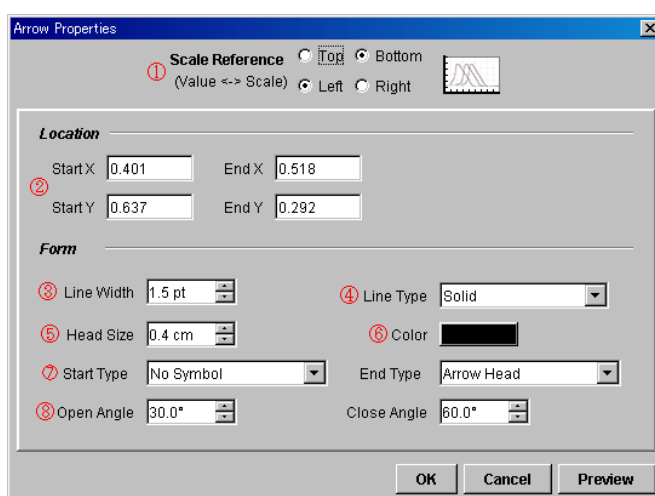 Arrow Properties
① Scale Reference Top Bottom
(Value <-> Scale) Left Right
Location
② Start X 0.401 End X 0.518
Start Y 0.637 End Y 0.292
Form
③ Line Width 1.5 pt ④ Line Type Solid
⑤ Head Size 0.4 cm ⑥ Color
⑦ Start Type No Symbol End Type Arrow Head
⑧ Open Angle 30.0° Close Angle 60.0°
OK Cancel Preview